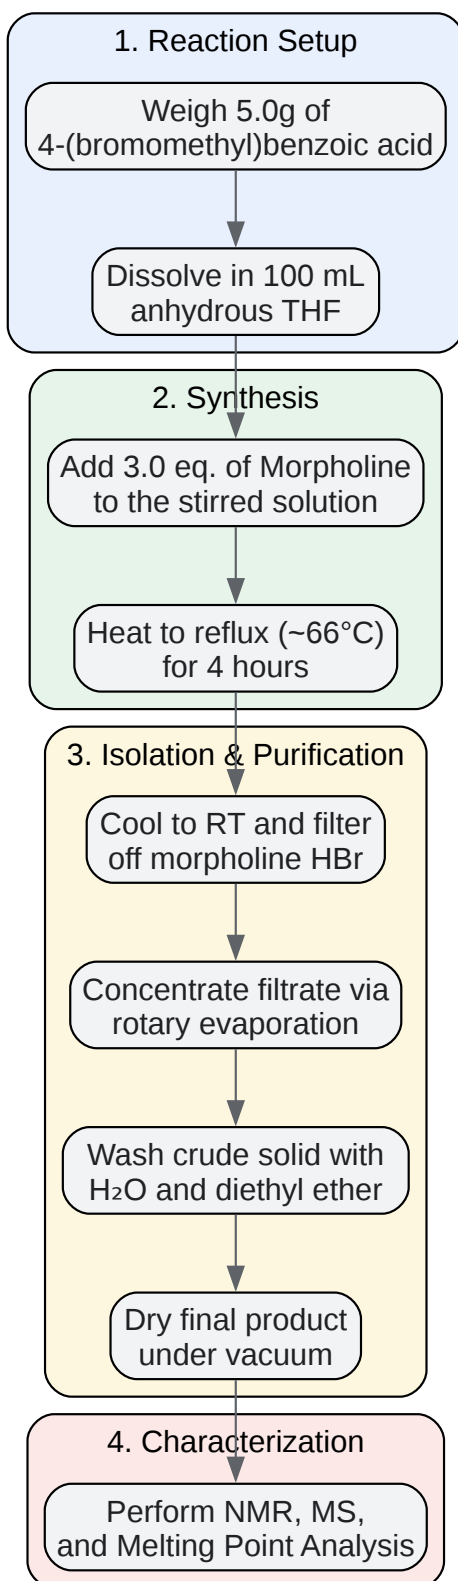 1. Reaction Setup
Weigh 5.0g of
4-(bromomethyl)benzoic acid
Dissolve in 100 mL
anhydrous THF
2. Synthesis
Add 3.0 eq. of Morpholine
to the stirred solution
Heat to reflux (~66°C)
for 4 hours
3. Isolation & Purification
Cool to RT and filter
off morpholine HBr
Concentrate filtrate via
rotary evaporation
Wash crude solid with
H₂O and diethyl ether
Dry final product
under vacuum
4. Characterization
Perform NMR, MS,
and Melting Point Analysis